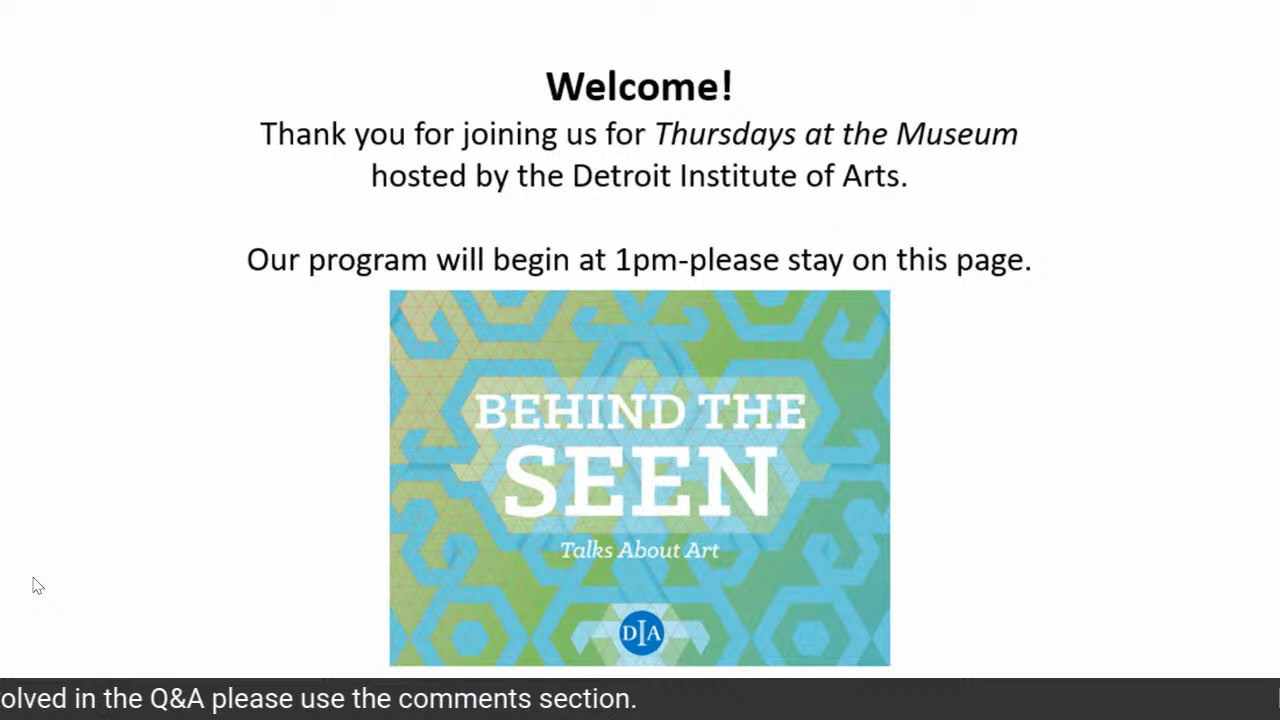 Welcome!
Thank you for joining us for Thursdays at the Museum
hosted by the Detroit Institute of Arts.
Our program will begin at 1pm-please stay on this page.
BEHIND THE
SEEN
Talks About Art
DIA
in the Q&A please use the comments section.